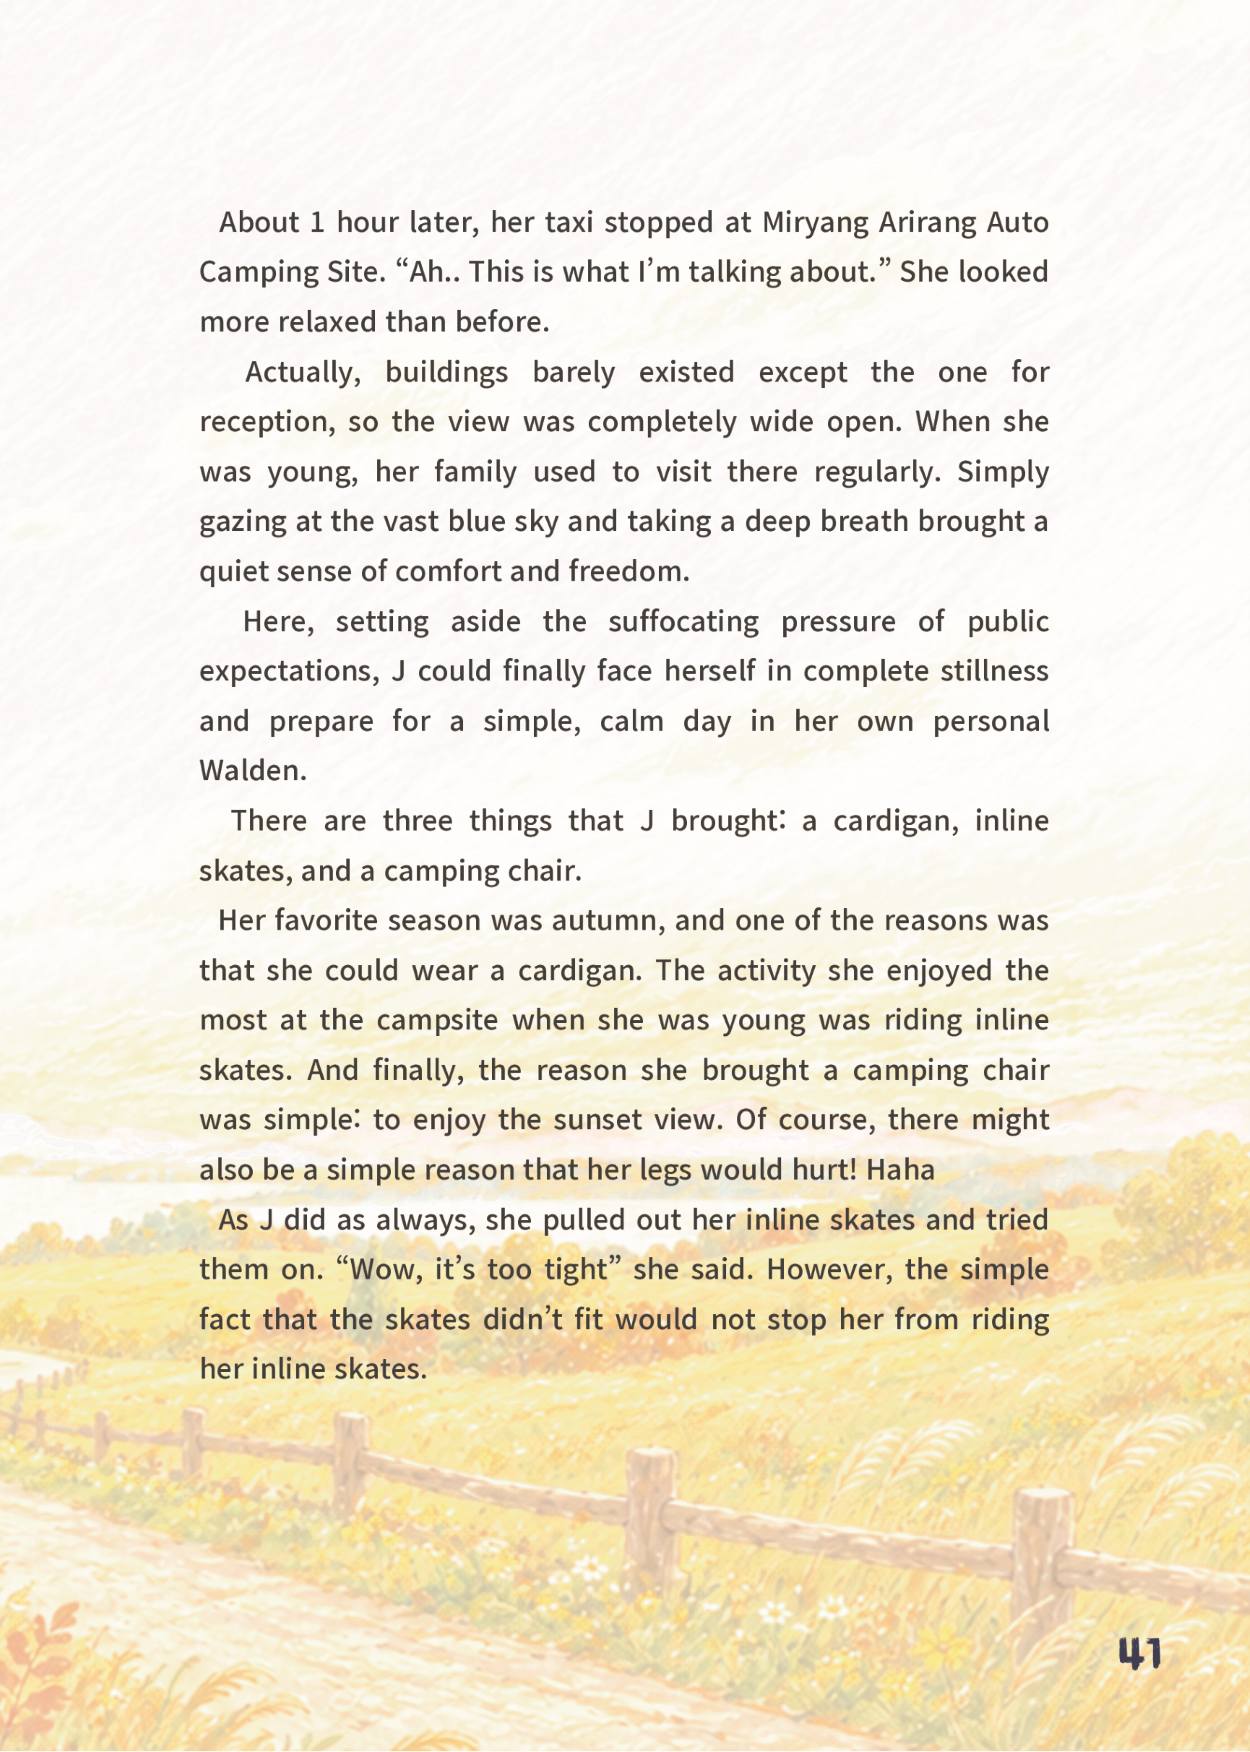 About 1 hour later, her taxi stopped at Miryang Arirang Auto
Camping Site. “Ah.. This is what I’m talking about.” She looked
more relaxed than before.
Actually, buildings barely existed except the one for
reception, so the view was completely wide open. When she
was young, her family used to visit there regularly. Simply
gazing at the vast blue sky and taking a deep breath brought a
quiet sense of comfort and freedom.
Here, setting aside the suffocating pressure of public
expectations, J could finally face herself in complete stillness
and prepare for a simple, calm day in her own personal
Walden.
There are three things that J brought: a cardigan, inline
skates, and a camping chair.
Her favorite season was autumn, and one of the reasons was
that she could wear a cardigan. The activity she enjoyed the
most at the campsite when she was young was riding inline
skates. And finally, the reason she brought a camping chair
was simple: to enjoy the sunset view. Of course, there might
also be a simple reason that her legs would hurt! Haha
As J did as always, she pulled out her inline skates and tried
them on. “Wow, it’s too tight” she said. However, the simple
fact that the skates didn’t fit would not stop her from riding
her inline skates.
41